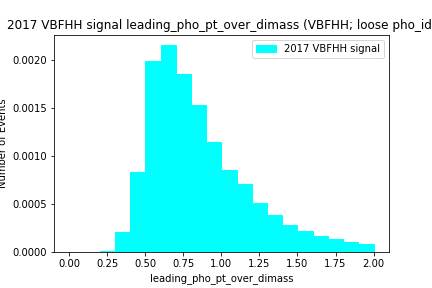 2017 VBFHH signal leading_pho_pt_over_dimass (VBFHH; loose pho_id
2017 VBFHH signal
Number of Events
0.0020
0.0015
0.0010
0.0005
0.0000
0.00 0.25 0.50 0.75 1.00 1.25 1.50 1.75 2.00
leading_pho_pt_over_dimass